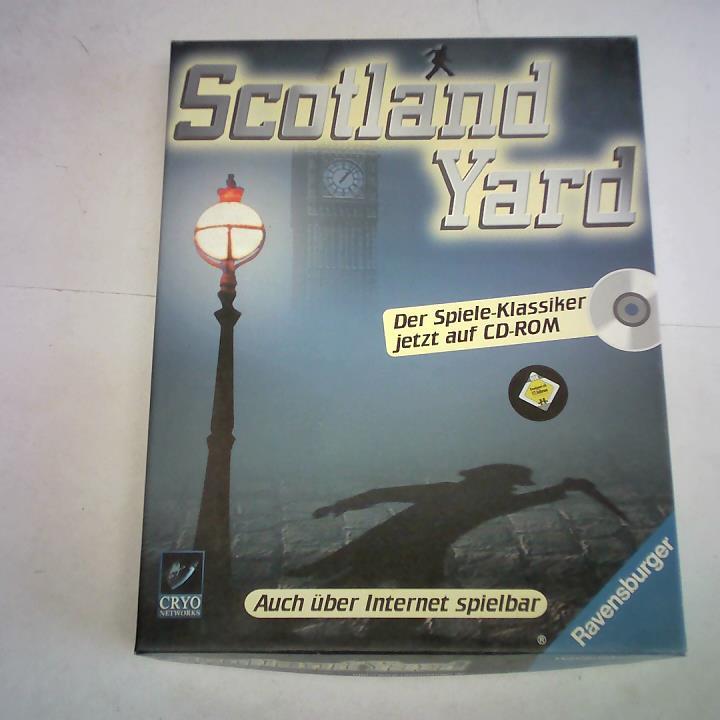 Scotland
Yard
Der Spiele-Klassiker
jetzt auf CD-ROM
CRYO
NETWORKS
Auch über Internet spielbar
®
Ravensburger